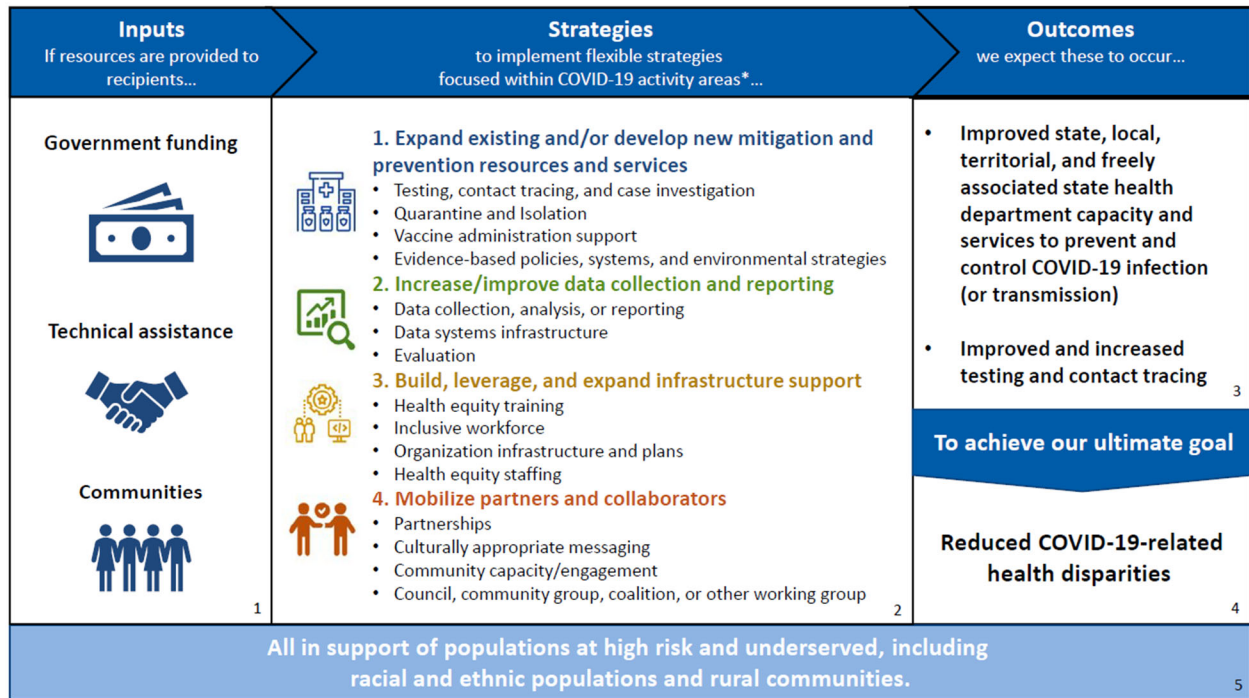 Inputs
If resources are provided to
recipients...
Strategies
to implement flexible strategies
focused within COVID-19 activity areas*...
Outcomes
we expect these to occur...
Government funding
Technical assistance
Communities
1
1. Expand existing and/or develop new mitigation and
prevention resources and services
• Testing, contact tracing, and case investigation
• Quarantine and Isolation
• Vaccine administration support
• Evidence-based policies, systems, and environmental strategies
2. Increase/improve data collection and reporting
• Data collection, analysis, or reporting
• Data systems infrastructure
• Evaluation
3. Build, leverage, and expand infrastructure support
• Health equity training
• Inclusive workforce
• Organization infrastructure and plans
• Health equity staffing
4. Mobilize partners and collaborators
• Partnerships
• Culturally appropriate messaging
• Community capacity/engagement
• Council, community group, coalition, or other working group
2
• Improved state, local,
territorial, and freely
associated state health
department capacity and
services to prevent and
control COVID-19 infection
(or transmission)
• Improved and increased
testing and contact tracing
3
To achieve our ultimate goal
Reduced COVID-19-related
health disparities
4
All in support of populations at high risk and underserved, including
racial and ethnic populations and rural communities.
5